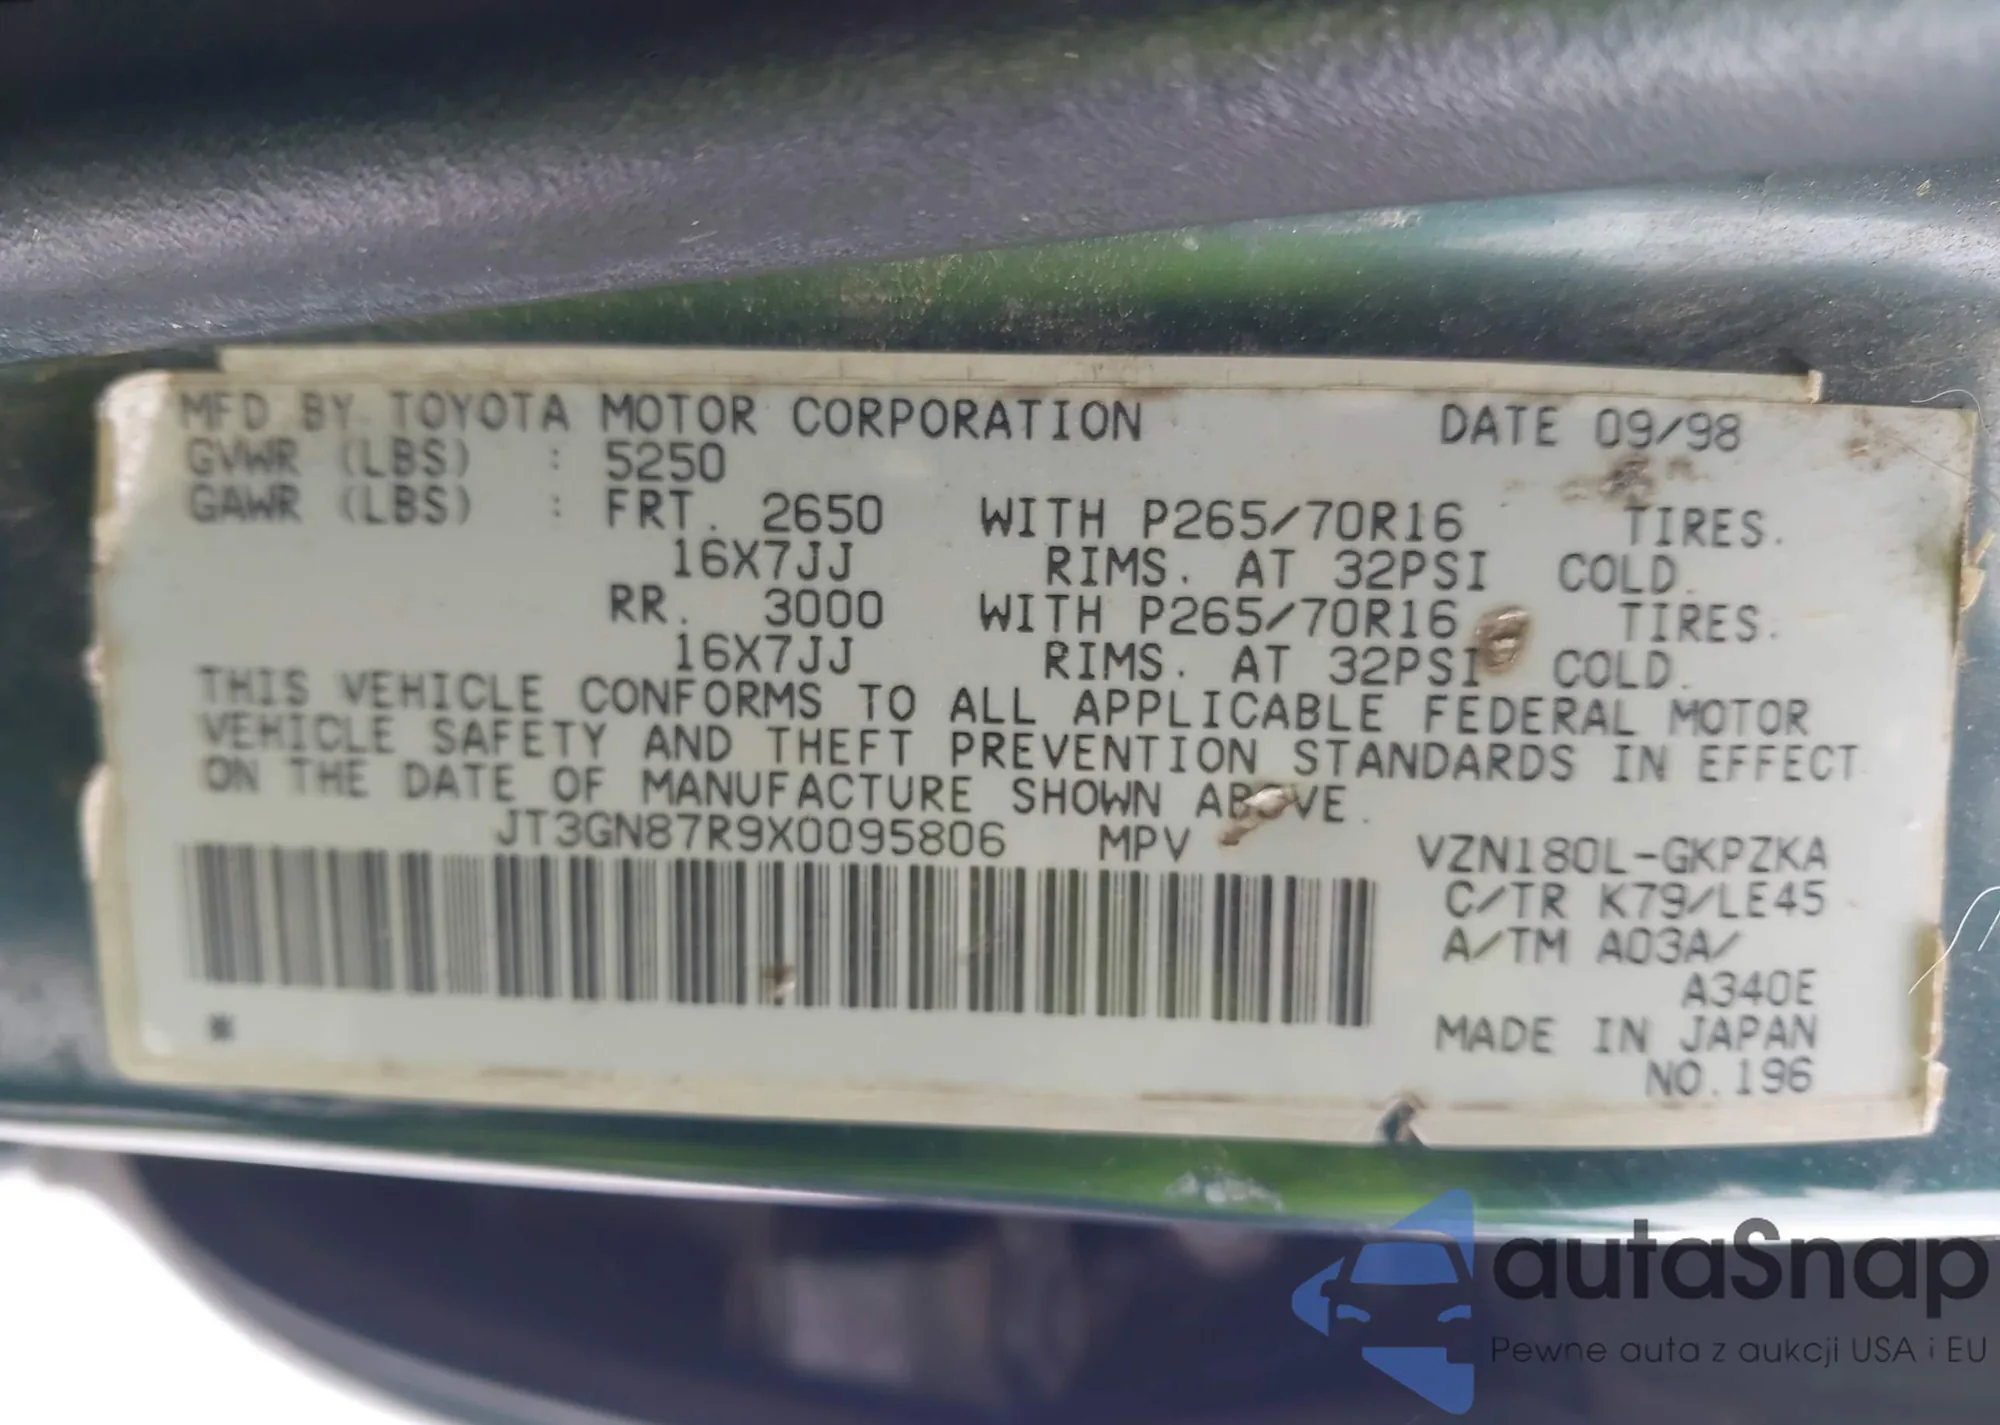 MFD BY TOYOTA MOTOR CORPORATION DATE 09/98
GVWR (LBS) : 5250
GAWR (LBS) : FRT. 2650 WITH P265/70R16 TIRES.
16X7JJ RIMS. AT 32PSI COLD.
RR. 3000 WITH P265/70R16 TIRES.
16X7JJ RIMS. AT 32PSI COLD.
THIS VEHICLE CONFORMS TO ALL APPLICABLE FEDERAL MOTOR
VEHICLE SAFETY AND THEFT PREVENTION STANDARDS IN EFFECT
ON THE DATE OF MANUFACTURE SHOWN ABOVE.
JT3GN87R9X0095806 MPV VZN180L-GKPZKA
C/TR K79/LE45
A/TM A03A/
A340E
MADE IN JAPAN
NO.196
autaSnap
Pewne auta z aukcji USA i EU